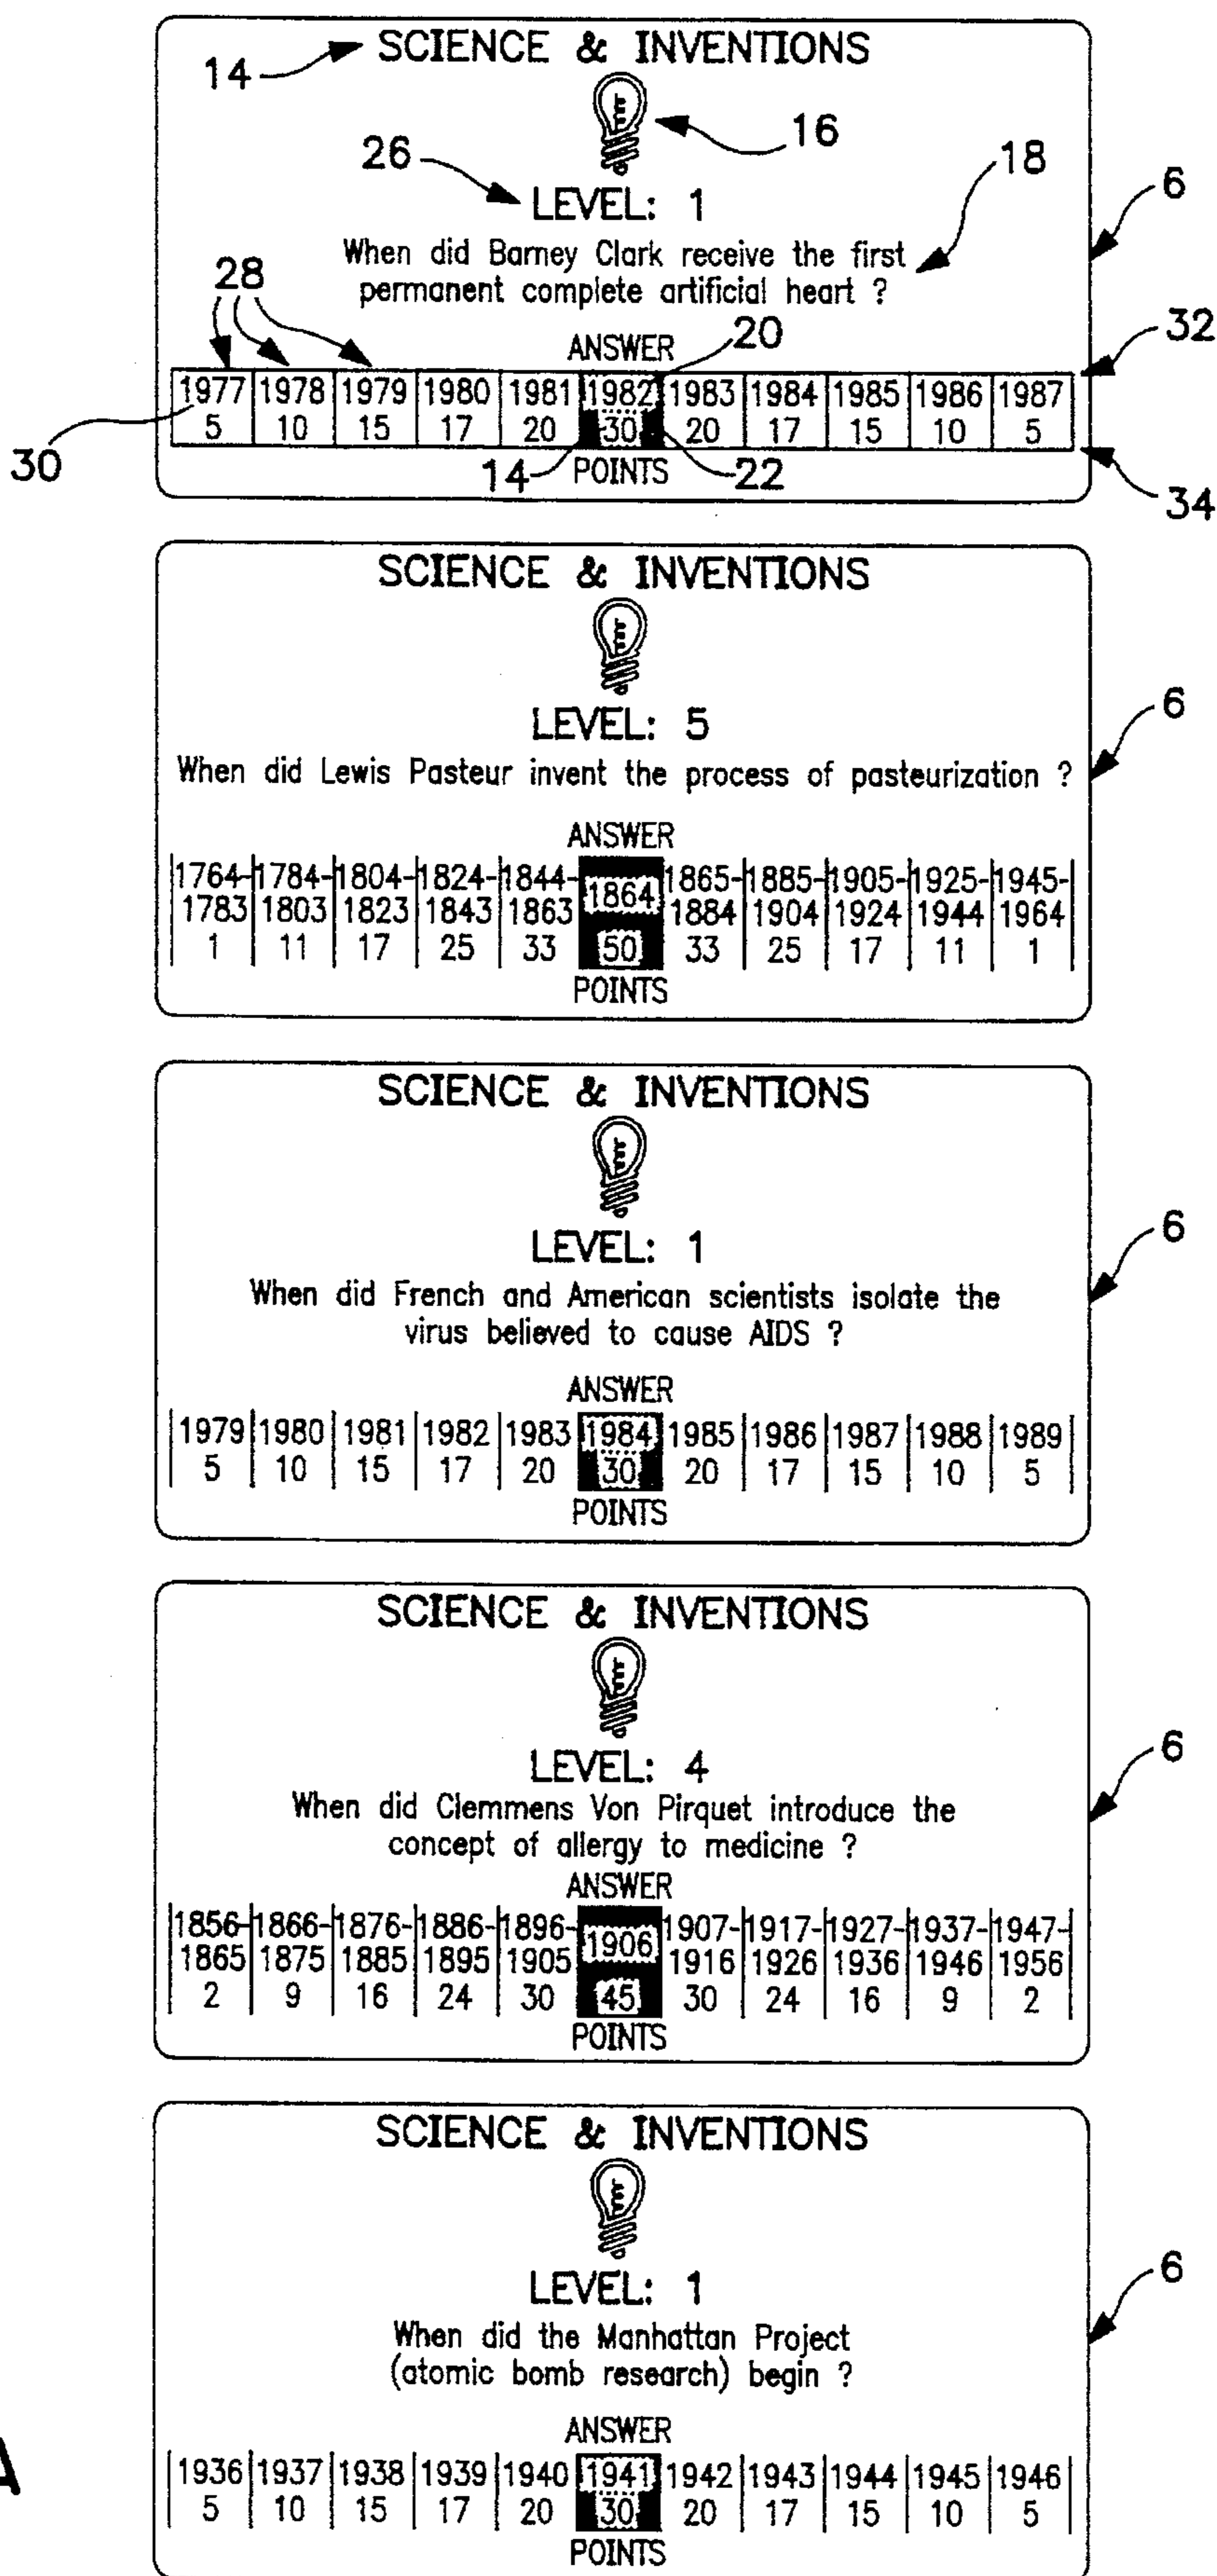 14 SCIENCE & INVENTIONS
16
26 LEVEL: 1 18
6
When did Barney Clark receive the first
permanent complete artificial heart ?
28
ANSWER 20 32
1977 1978 1979 1980 1981 1982 1983 1984 1985 1986 1987
5 10 15 17 20 30 20 17 15 10 5
30 14 POINTS 22 34
SCIENCE & INVENTIONS
LEVEL: 5 6
When did Lewis Pasteur invent the process of pasteurization ?
ANSWER
1764- 1784- 1804- 1824- 1844- 1864 1865- 1885- 1905- 1925- 1945-
1783 1803 1823 1843 1863 1884 1904 1924 1944 1964
1 11 17 25 33 50 33 25 17 11 1
POINTS
SCIENCE & INVENTIONS
LEVEL: 1 6
When did French and American scientists isolate the
virus believed to cause AIDS ?
ANSWER
1979 1980 1981 1982 1983 1984 1985 1986 1987 1988 1989
5 10 15 17 20 30 20 17 15 10 5
POINTS
SCIENCE & INVENTIONS
LEVEL: 4 6
When did Clemmens Von Pirquet introduce the
concept of allergy to medicine ?
ANSWER
1856- 1866- 1876- 1886- 1896- 1906 1907- 1917- 1927- 1937- 1947-
1865 1875 1885 1895 1905 1916 1926 1936 1946 1956
2 9 16 24 30 45 30 24 16 9 2
POINTS
SCIENCE & INVENTIONS
LEVEL: 1 6
When did the Manhattan Project
(atomic bomb research) begin ?
ANSWER
1936 1937 1938 1939 1940 1941 1942 1943 1944 1945 1946
5 10 15 17 20 30 20 17 15 10 5
POINTS
A